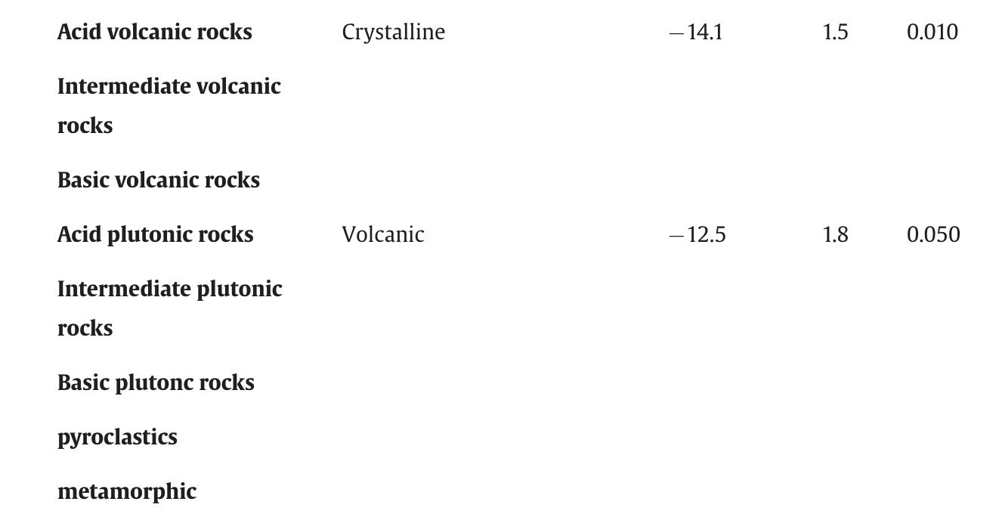 Acid volcanic rocks Crystalline −14.1 1.5 0.010
Intermediate volcanic
rocks
Basic volcanic rocks
Acid plutonic rocks Volcanic −12.5 1.8 0.050
Intermediate plutonic
rocks
Basic plutonc rocks
pyroclastics
metamorphic